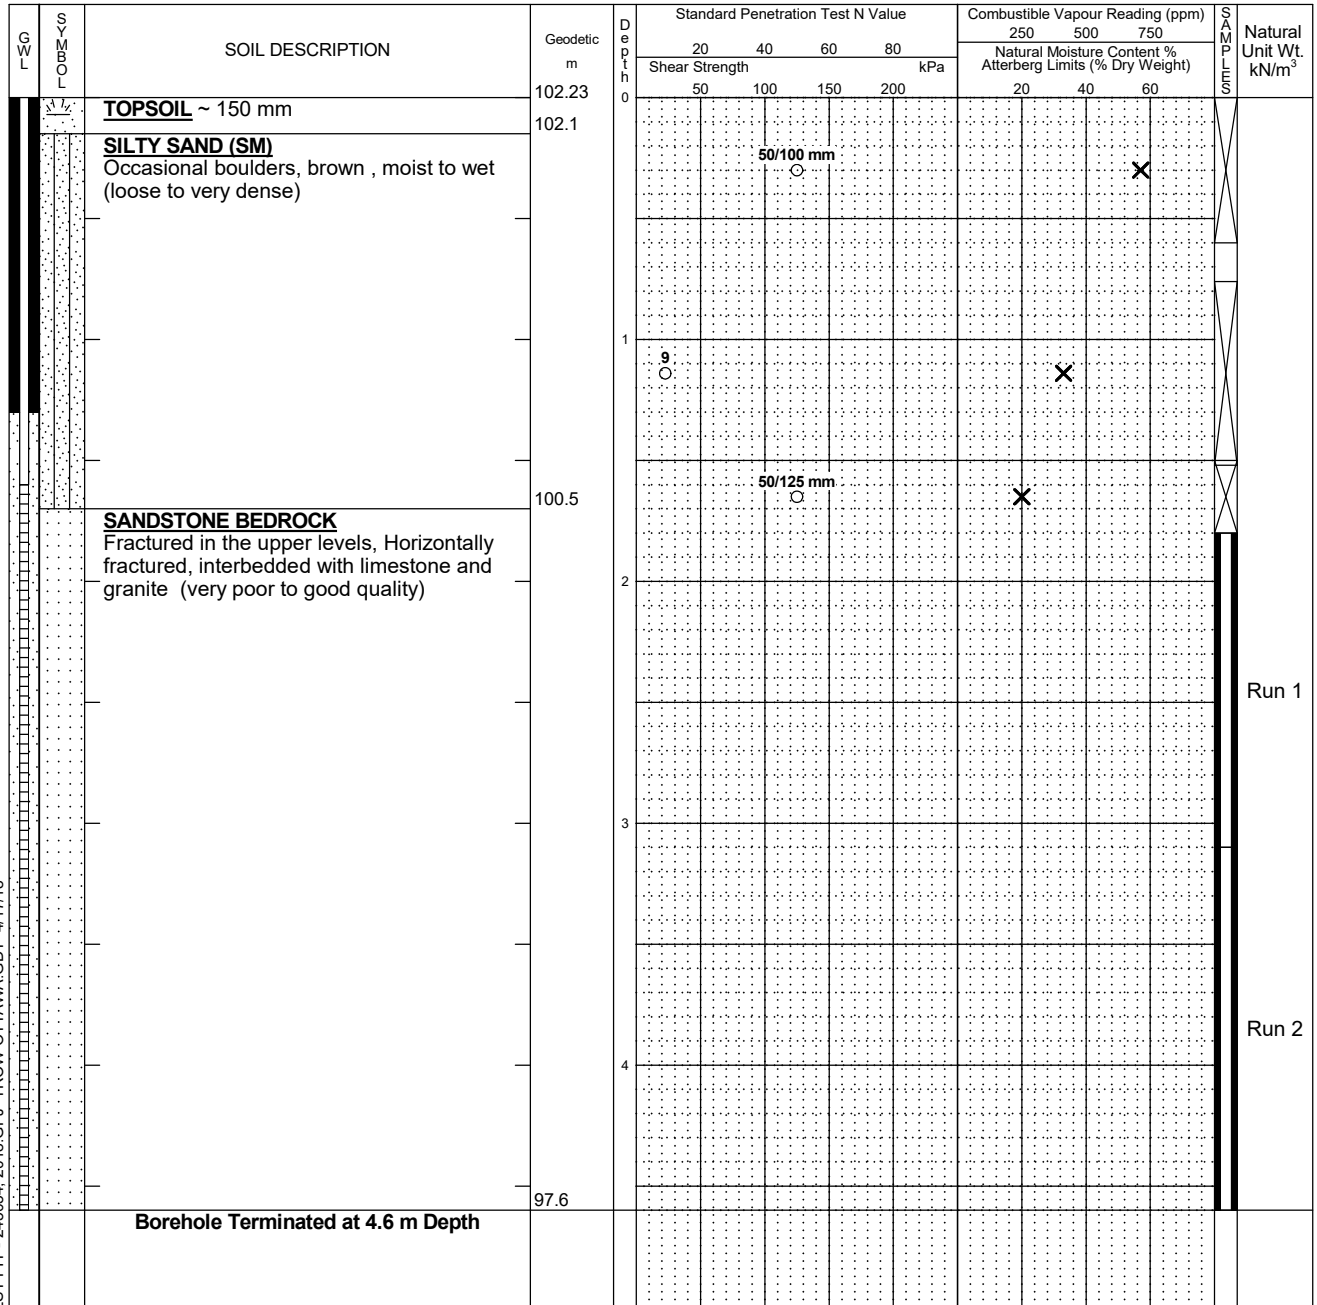 GWL
SYMBOL
SOIL DESCRIPTION
Geodetic
m
102.23
Depth
Standard Penetration Test N Value
20 40 60 80
Shear Strength kPa
50 100 150 200
Combustible Vapour Reading (ppm)
250 500 750
Natural Moisture Content %
Atterberg Limits (% Dry Weight)
20 40 60
SAMPLES
Natural
Unit Wt.
kN/m³
0
TOPSOIL ~ 150 mm
102.1
SILTY SAND (SM)
Occasional boulders, brown , moist to wet
(loose to very dense)
50/100 mm
1
9
50/125 mm
100.5
SANDSTONE BEDROCK
Fractured in the upper levels, Horizontally
fractured, interbedded with limestone and
granite (very poor to good quality)
2
Run 1
3
Run 2
4
97.6
Borehole Terminated at 4.6 m Depth